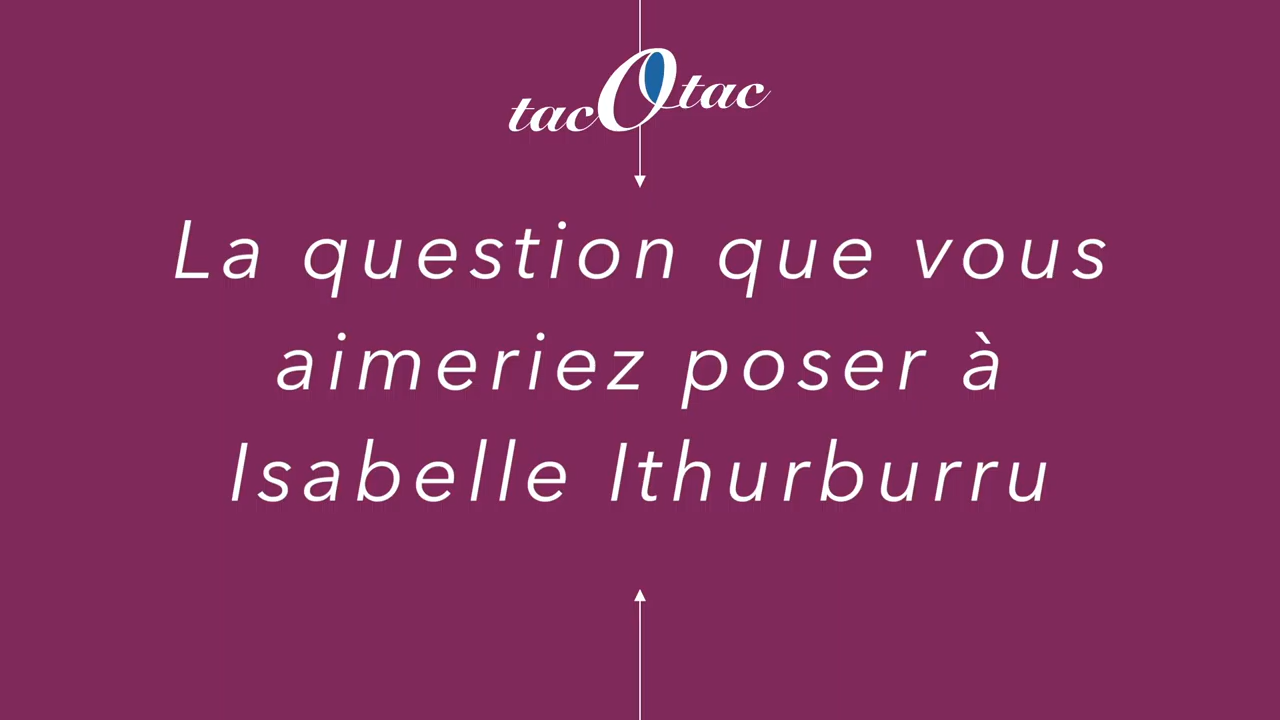 tacOtac
La question que vous
aimeriez poser à
Isabelle Ithurburru